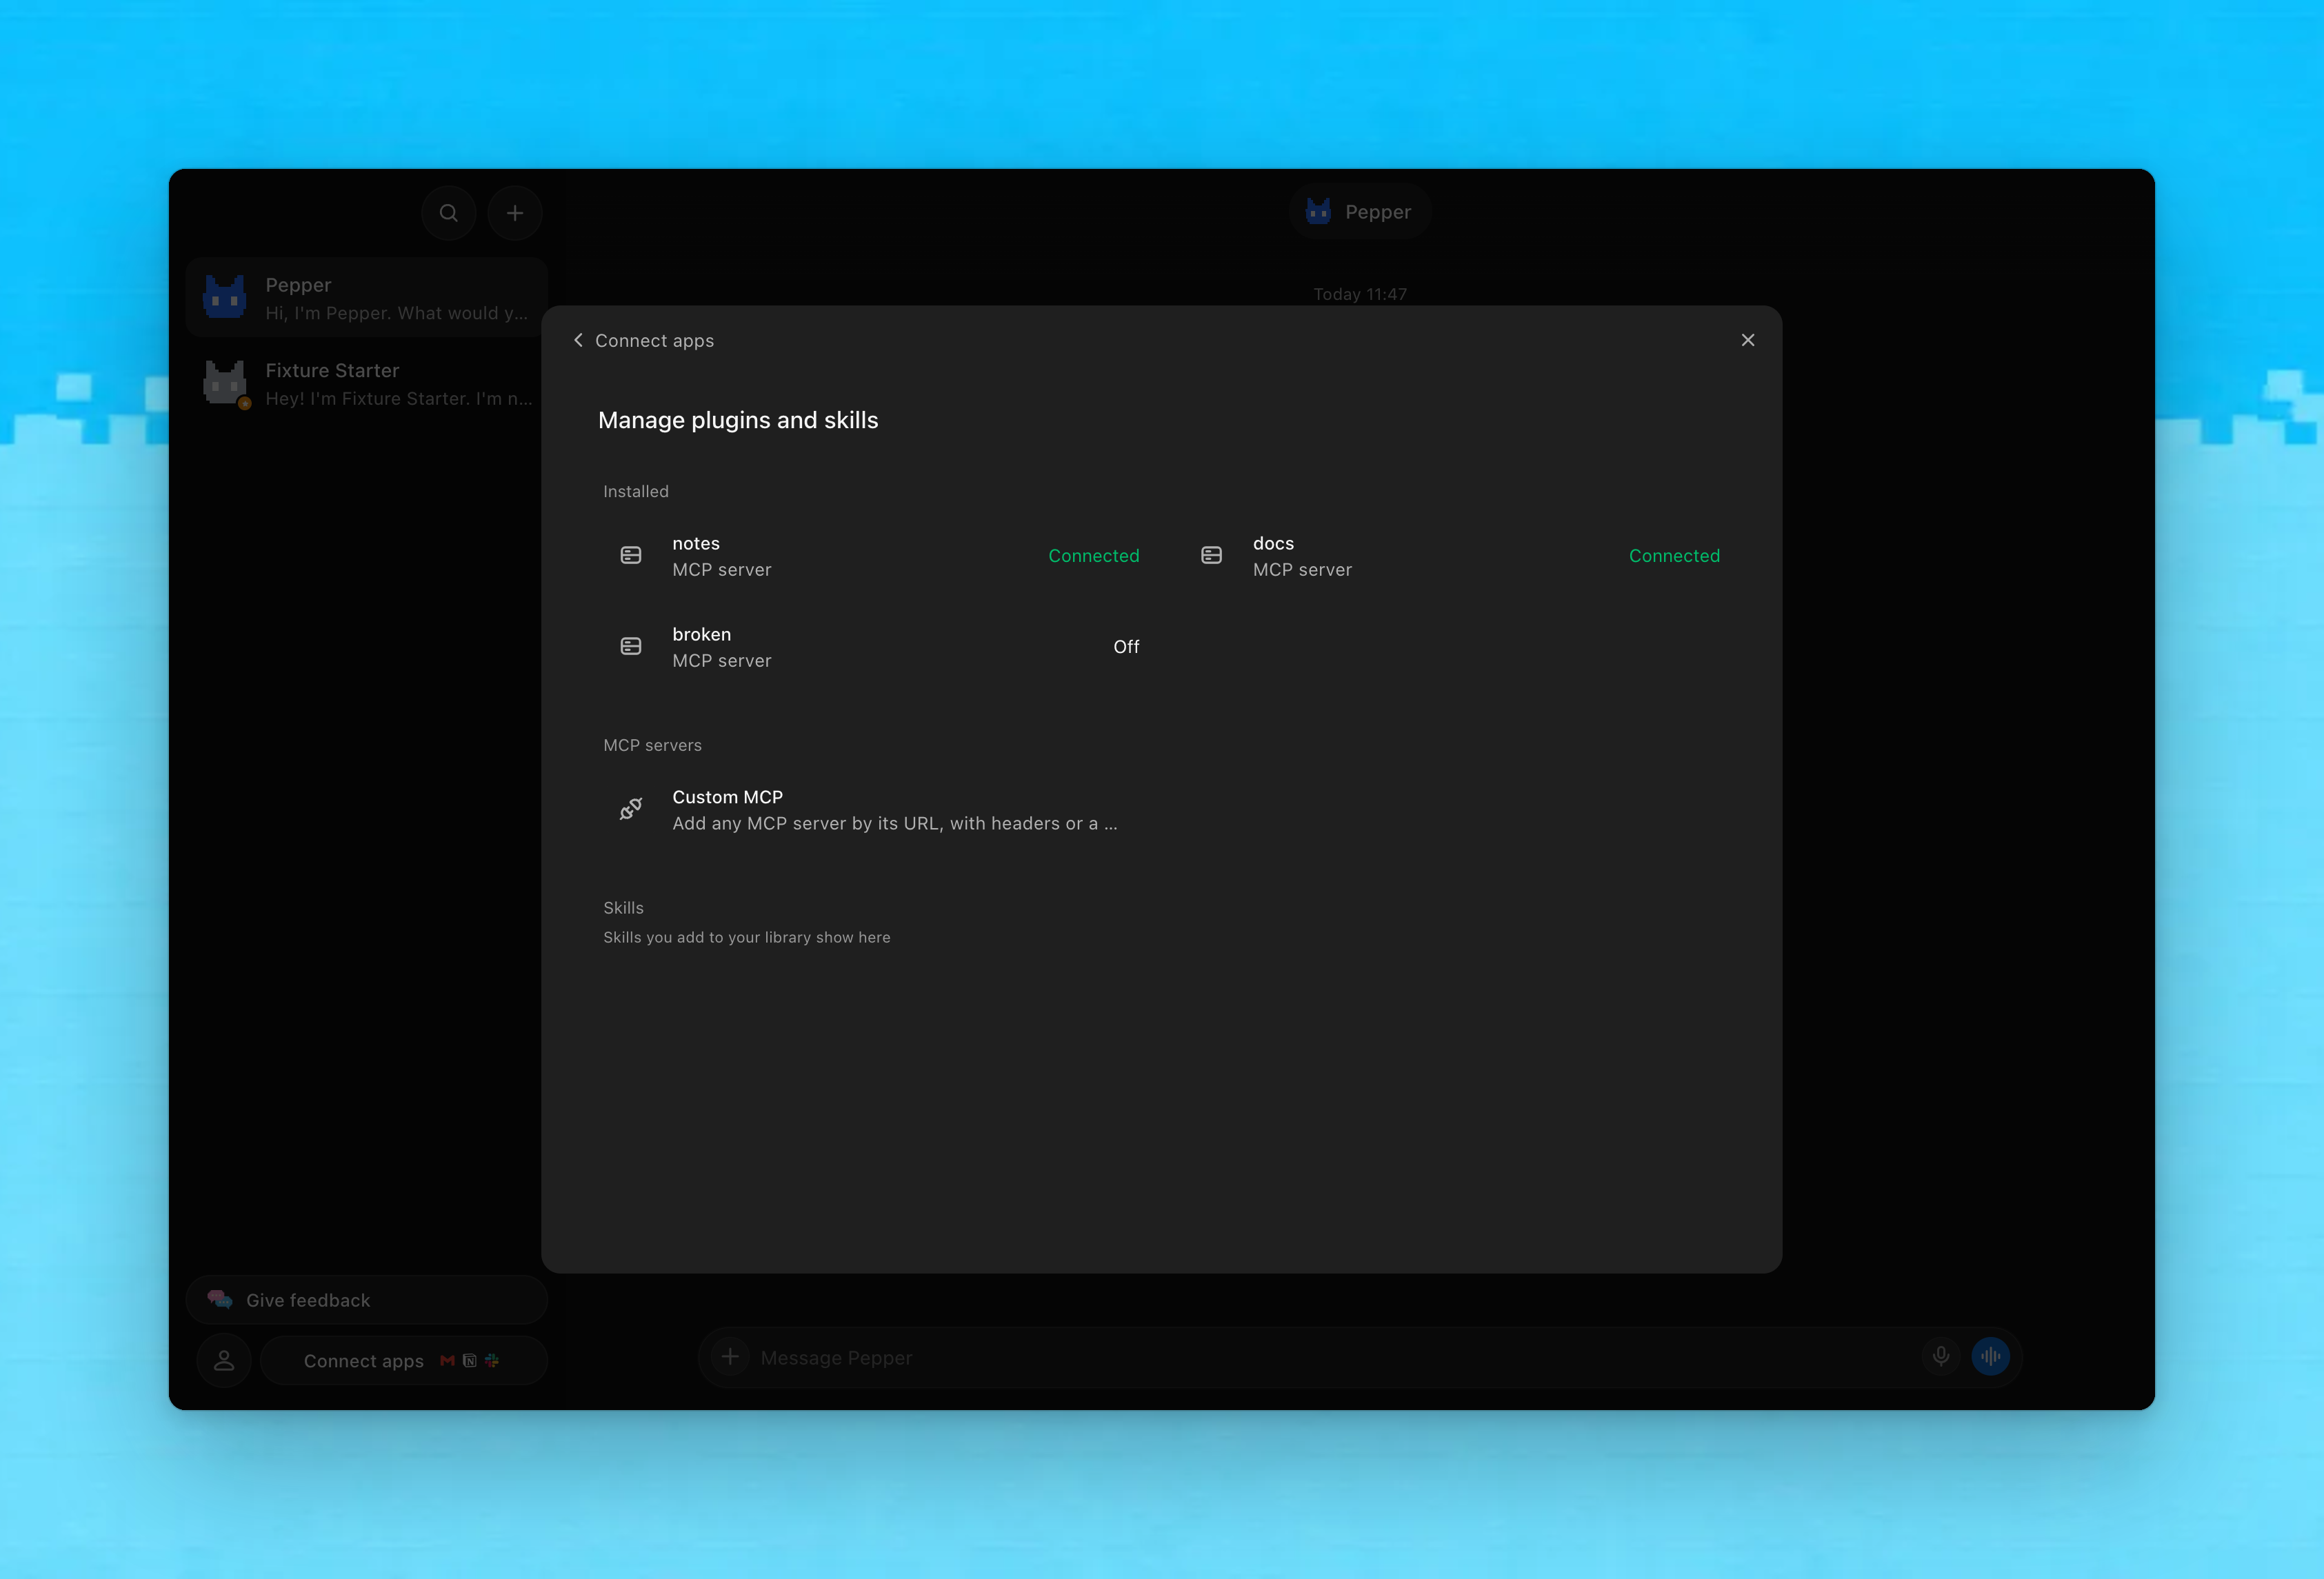 Pepper
Today 11:47
Pepper
Hi, I'm Pepper. What would y...
Fixture Starter
Hey! I'm Fixture Starter. I'm n...
Connect apps
Manage plugins and skills
Installed
notes
MCP server
Connected
docs
MCP server
Connected
broken
MCP server
Off
MCP servers
Custom MCP
Add any MCP server by its URL, with headers or a ...
Skills
Skills you add to your library show here
Give feedback
Connect apps
Message Pepper